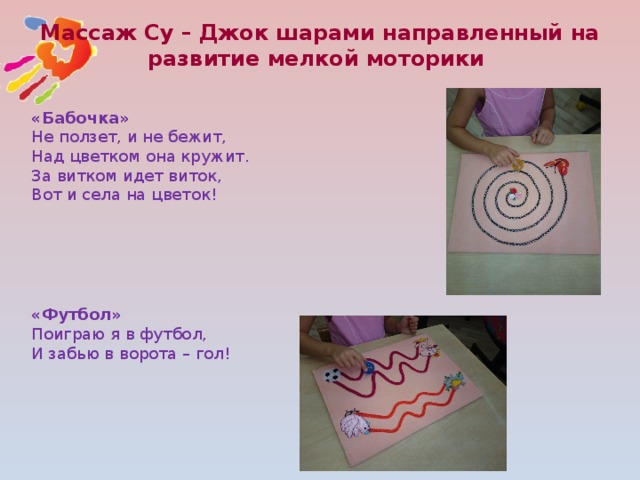 Массаж Су – Джок шарами направленный на
развитие мелкой моторики
«Бабочка»
Не ползет, и не бежит,
Над цветком она кружит.
За витком идет виток,
Вот и села на цветок!
«Футбол»
Поиграю я в футбол,
И забью в ворота – гол!